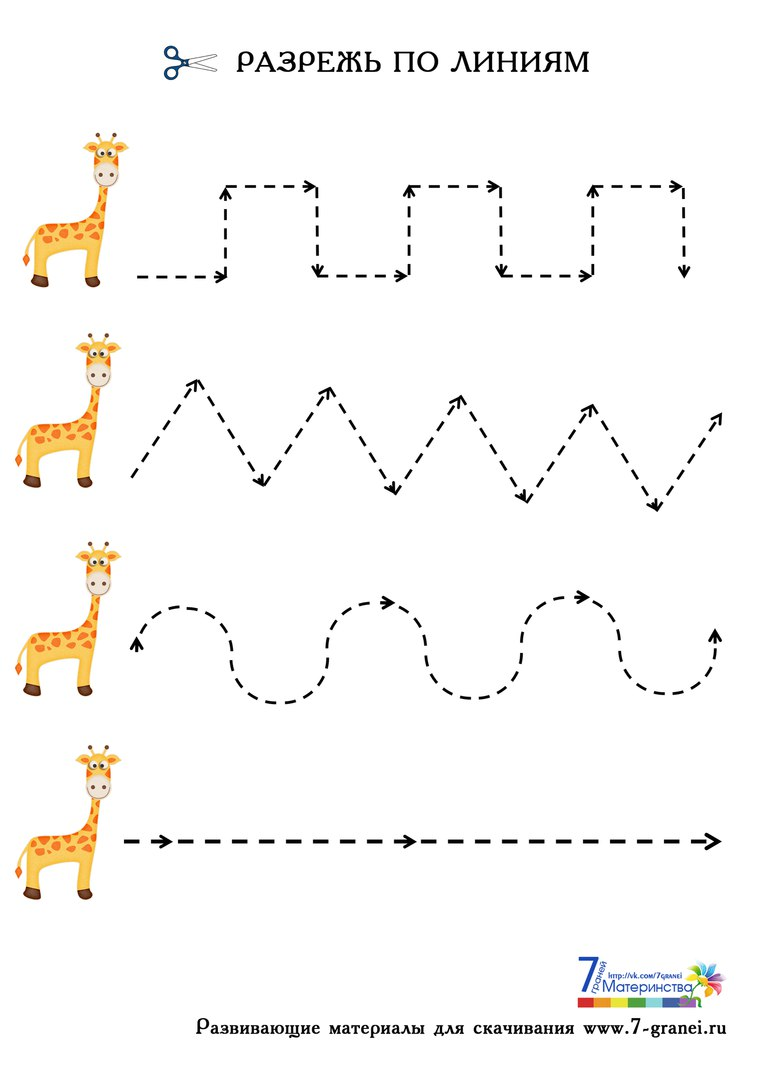 РАЗРЕЖЬ ПО ЛИНИЯМ
7 граней
http://vk.com/7granei
Материнства
Развивающие материалы для скачивания www.7-granei.ru